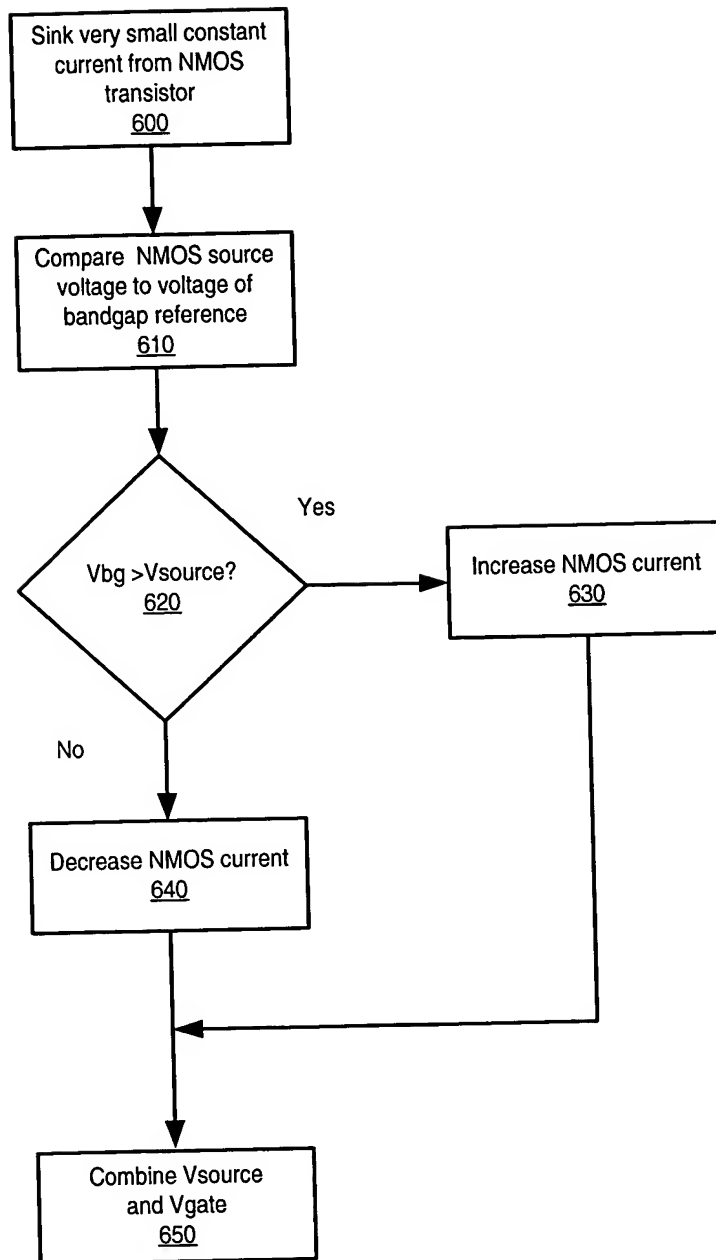 Sink very small constant
current from NMOS
transistor
600
Compare NMOS source
voltage to voltage of
bandgap reference
610
Yes
Vbg >Vsource?
620
Increase NMOS current
630
No
Decrease NMOS current
640
Combine Vsource
and Vgate
650